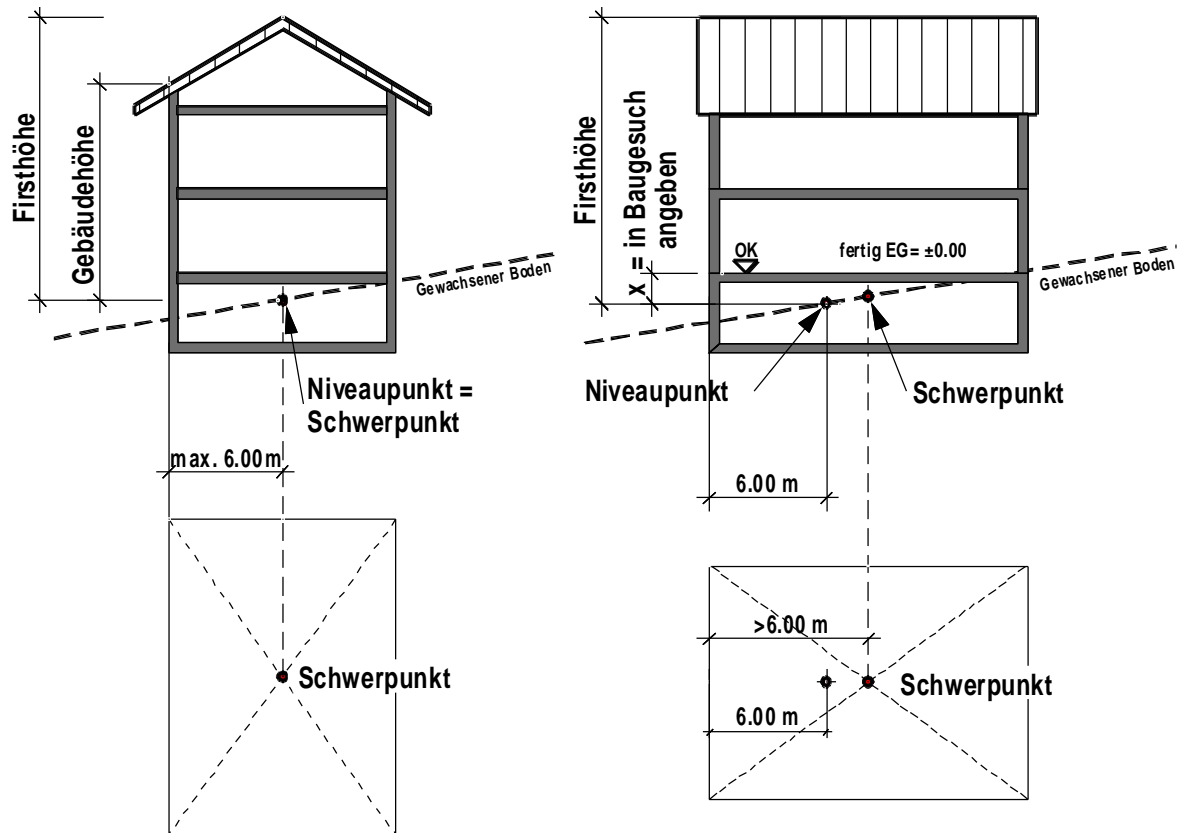 Firsthöhe
Gebäudehöhe
Gewachsener Boden
Niveaupunkt =
Schwerpunkt
max. 6.00m
Schwerpunkt
Firsthöhe
x = in Baugesuch
angeben
OK
fertig EG= ±0.00
Gewachsener Boden
Niveaupunkt
Schwerpunkt
6.00 m
>6.00 m
Schwerpunkt
6.00 m